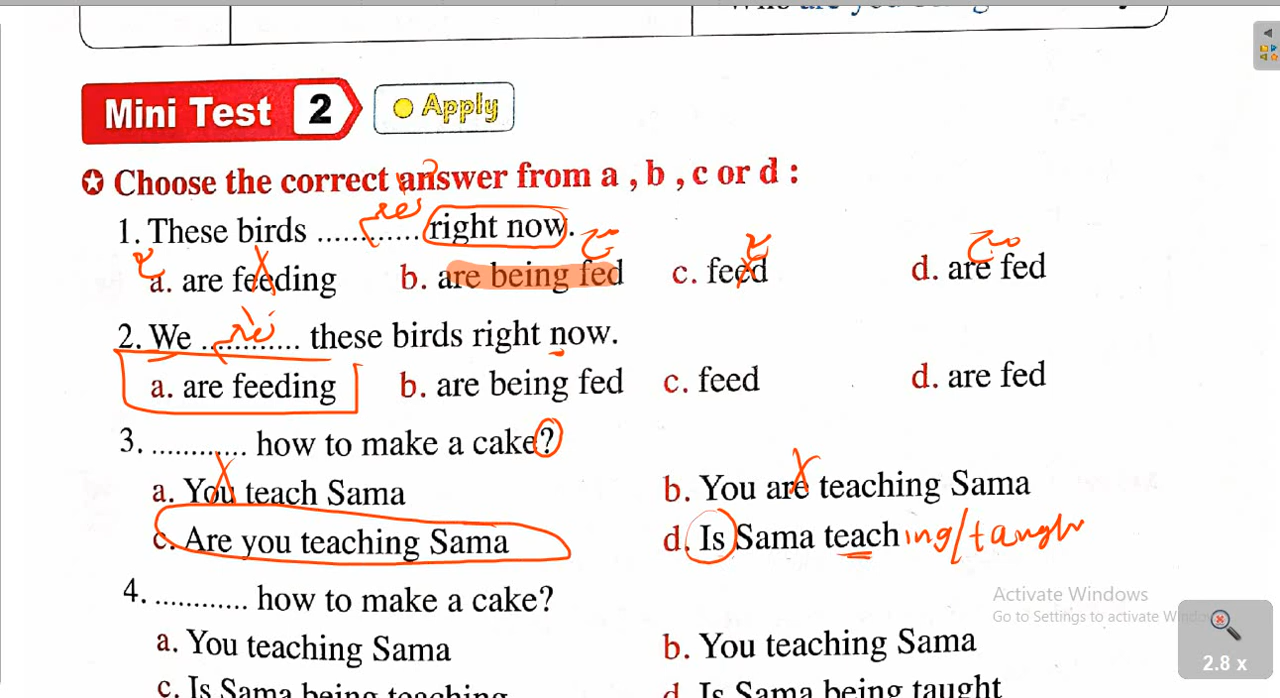 Mini Test 2 Apply
Choose the correct answer from a , b , c or d :
1. These birds ............ right now.
a. are feeding b. are being fed c. feed d. are fed
2. We ............ these birds right now.
a. are feeding b. are being fed c. feed d. are fed
3. ............ how to make a cake?
a. You teach Sama b. You are teaching Sama
c. Are you teaching Sama d. Is Sama teach ing/taught
4. ............ how to make a cake?
a. You teaching Sama b. You teaching Sama
c. Is Sama being teaching d. Is Sama being taught
Activate Windows
Go to Settings to activate
2.8 x